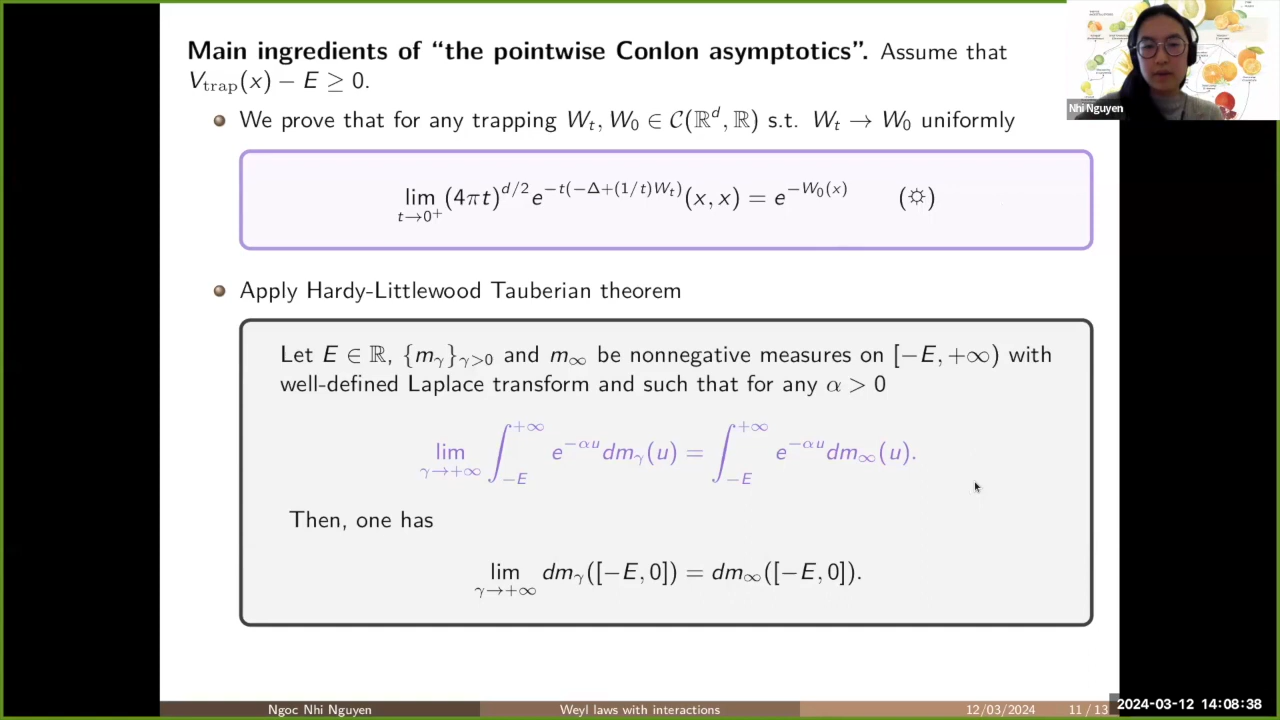 Main ingredients of “the pointwise Conlon asymptotics”. Assume that
V_trap(x) − E ≥ 0.
We prove that for any trapping W_t, W_0 ∈ C(ℝ^d, ℝ) s.t. W_t → W_0 uniformly
lim_{t→0^+} (4πt)^{d/2} e^{−t(−Δ+(1/t)W_t)}(x, x) = e^{−W_0(x)} (☼)
Apply Hardy-Littlewood Tauberian theorem
Let E ∈ ℝ, {m_γ}_{γ>0} and m_∞ be nonnegative measures on [−E, +∞) with
well-defined Laplace transform and such that for any α > 0
lim_{γ→+∞} ∫_{−E}^{+∞} e^{−αu} dm_γ(u) = ∫_{−E}^{+∞} e^{−αu} dm_∞(u).
Then, one has
lim_{γ→+∞} dm_γ([−E, 0]) = dm_∞([−E, 0]).
Ngoc Nhi Nguyen
Weyl laws with interactions
12/03/2024
11 / 13
Nhi Nguyen
2024-03-12 14:08:38